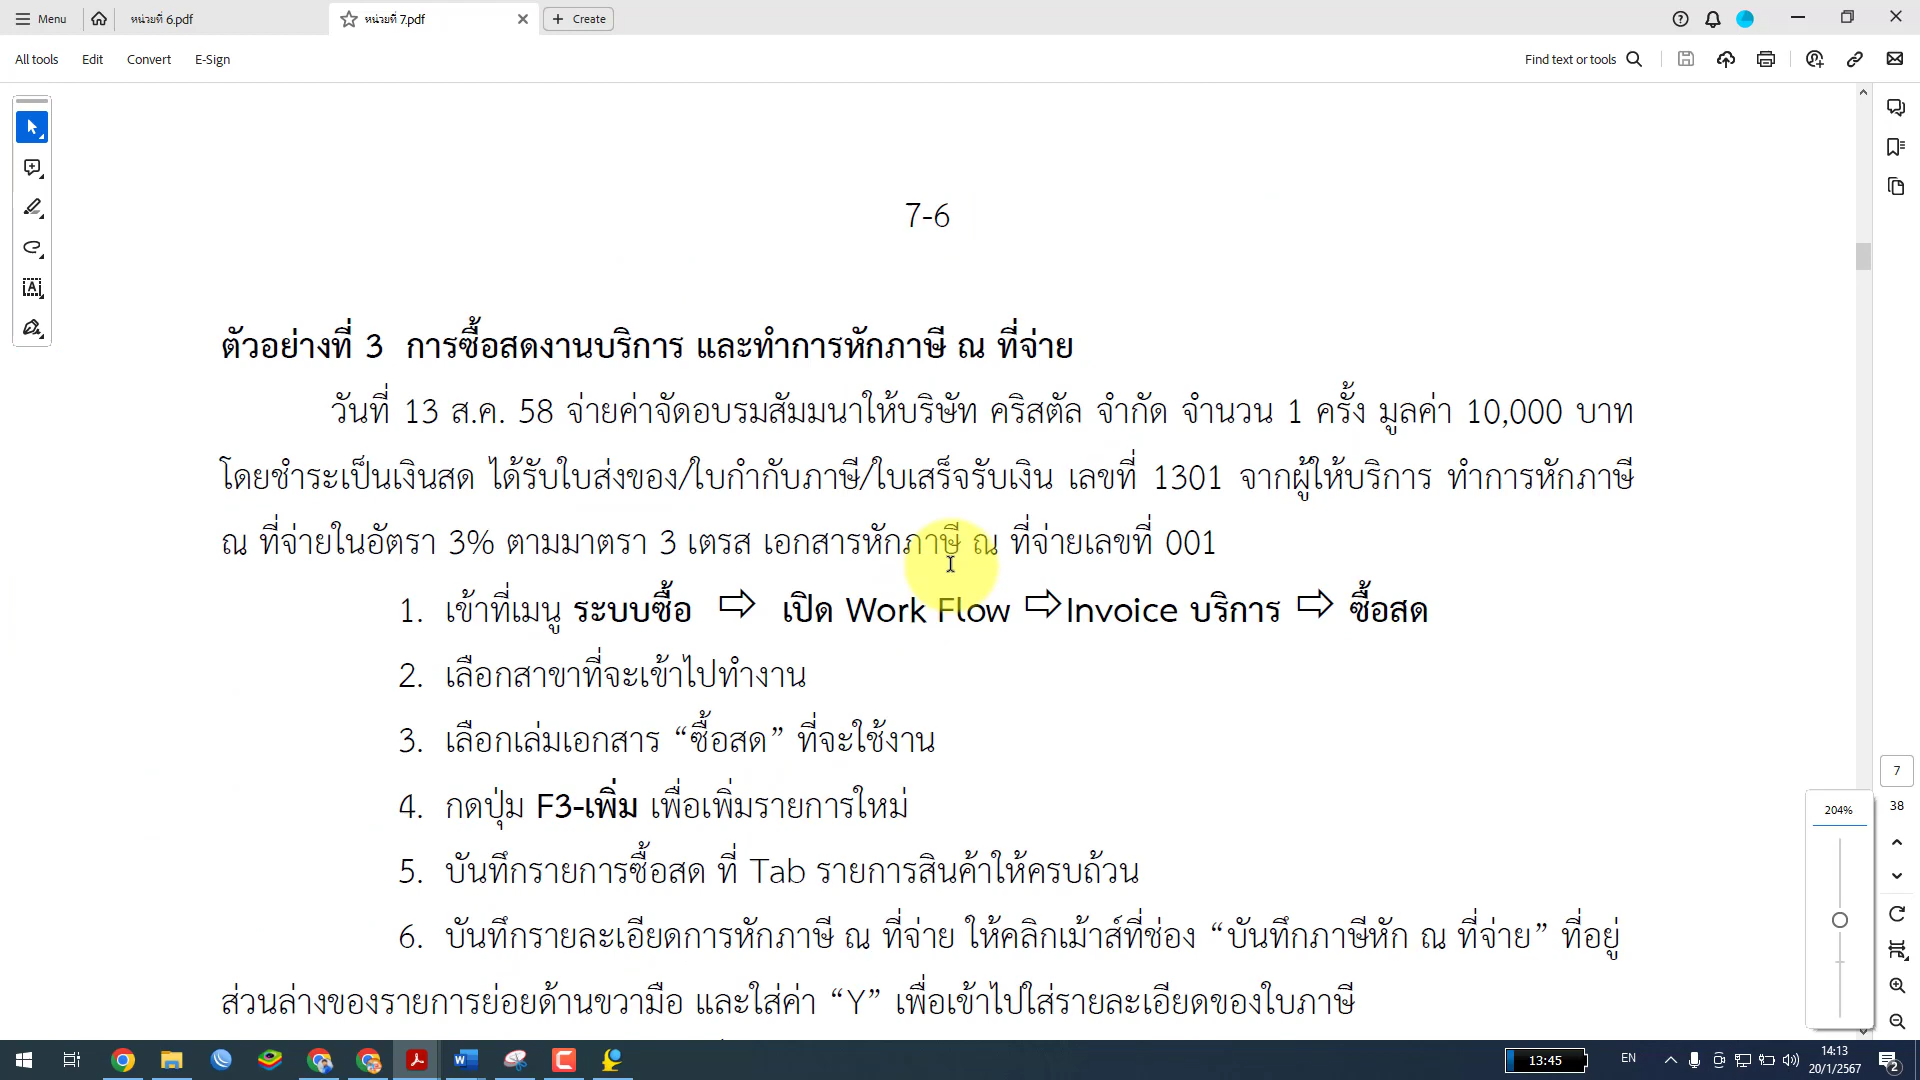 Menu
หน่วยที่ 6.pdf
หน่วยที่ 7.pdf
Create
All tools
Edit
Convert
E-Sign
Find text or tools
7-6
ตัวอย่างที่ 3 การซื้อสดงานบริการ และทำการหักภาษี ณ ที่จ่าย
วันที่ 13 ส.ค. 58 จ่ายค่าจัดอบรมสัมมนาให้บริษัท คริสตัล จำกัด จำนวน 1 ครั้ง มูลค่า 10,000 บาท
โดยชำระเป็นเงินสด ได้รับใบส่งของ/ใบกำกับภาษี/ใบเสร็จรับเงิน เลขที่ 1301 จากผู้ให้บริการ ทำการหักภาษี
ณ ที่จ่ายในอัตรา 3% ตามมาตรา 3 เตรส เอกสารหักภาษี ณ ที่จ่ายเลขที่ 001
1. เข้าที่เมนู ระบบซื้อ ⇨ เปิด Work Flow ⇨Invoice บริการ ⇨ ซื้อสด
2. เลือกสาขาที่จะเข้าไปทำงาน
3. เลือกเล่มเอกสาร “ซื้อสด” ที่จะใช้งาน
4. กดปุ่ม F3-เพิ่ม เพื่อเพิ่มรายการใหม่
5. บันทึกรายการซื้อสด ที่ Tab รายการสินค้าให้ครบถ้วน
6. บันทึกรายละเอียดการหักภาษี ณ ที่จ่าย ให้คลิกเม้าส์ที่ช่อง “บันทึกภาษีหัก ณ ที่จ่าย” ที่อยู่
ส่วนล่างของรายการย่อยด้านขวามือ และใส่ค่า “Y” เพื่อเข้าไปใส่รายละเอียดของใบภาษี
7
38
204%
13:45
EN
14:13
20/1/2567
2